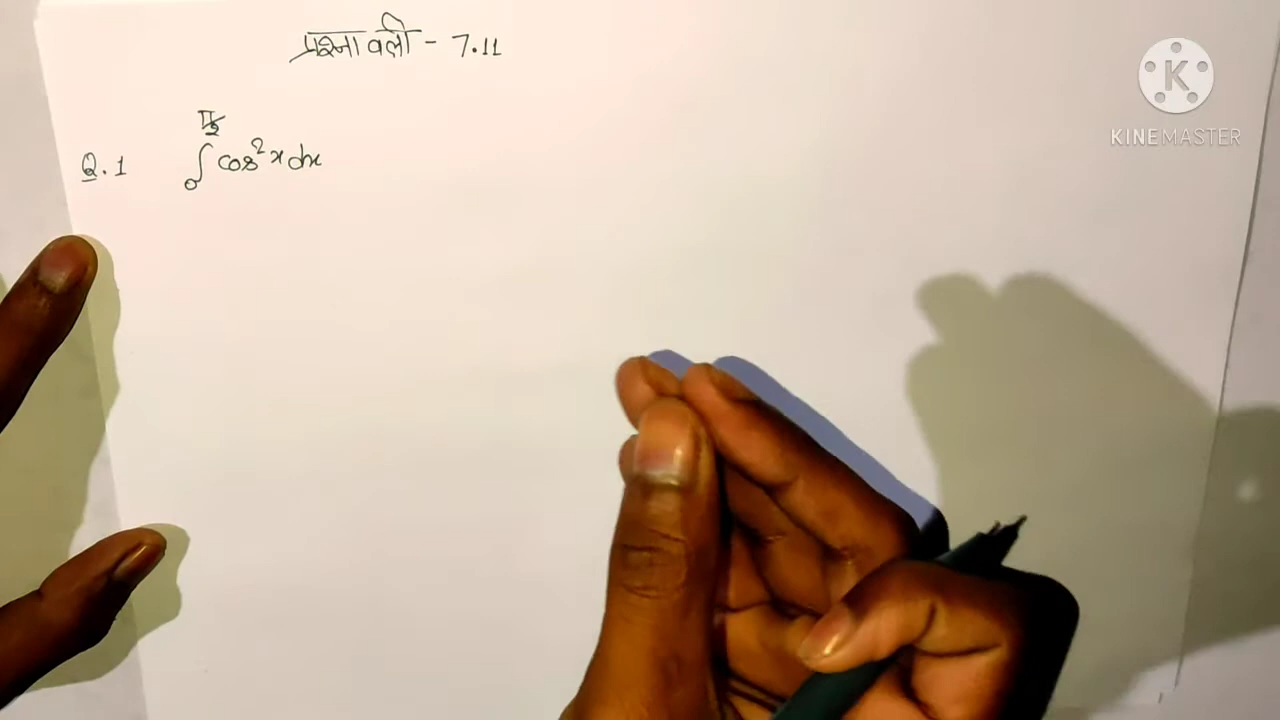 प्रश्नावली - 7.11
Q.1 ∫₀^π/2 cos²x dx
K
KINEMASTER